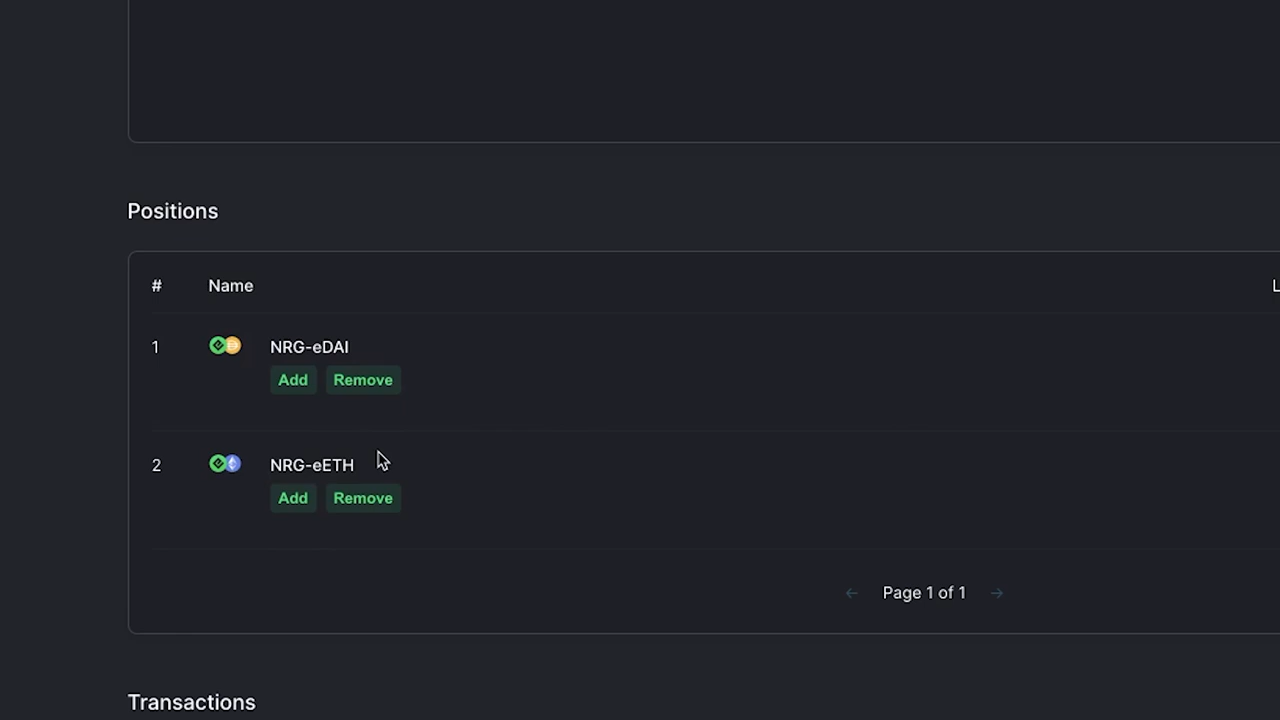 Positions
# Name L
1 NRG-eDAI
Add Remove
2 NRG-eETH
Add Remove
← Page 1 of 1 →
Transactions